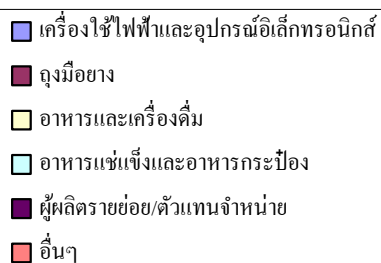 เครื่องใช้ไฟฟ้าและอุปกรณ์อิเล็กทรอนิกส์
ถุงมือยาง
อาหารและเครื่องดื่ม
อาหารแช่แข็งและอาหารกระป๋อง
ผู้ผลิตรายย่อย/ตัวแทนจำหน่าย
อื่นๆ